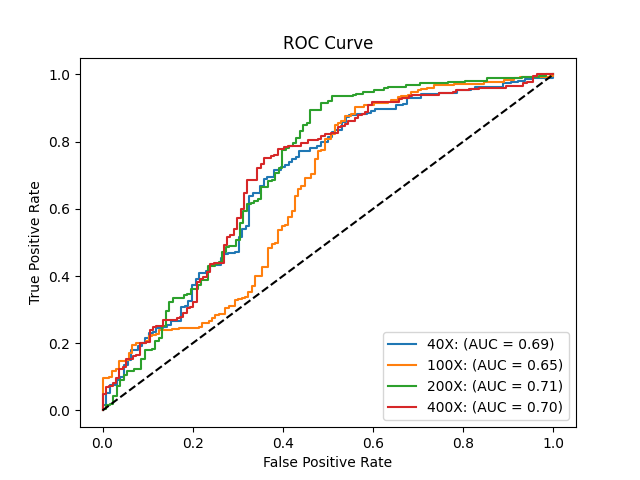 ROC Curve
1.0
0.8
0.6
0.4
0.2
0.0
True Positive Rate
40X: (AUC = 0.69)
100X: (AUC = 0.65)
200X: (AUC = 0.71)
400X: (AUC = 0.70)
0.0 0.2 0.4 0.6 0.8 1.0
False Positive Rate